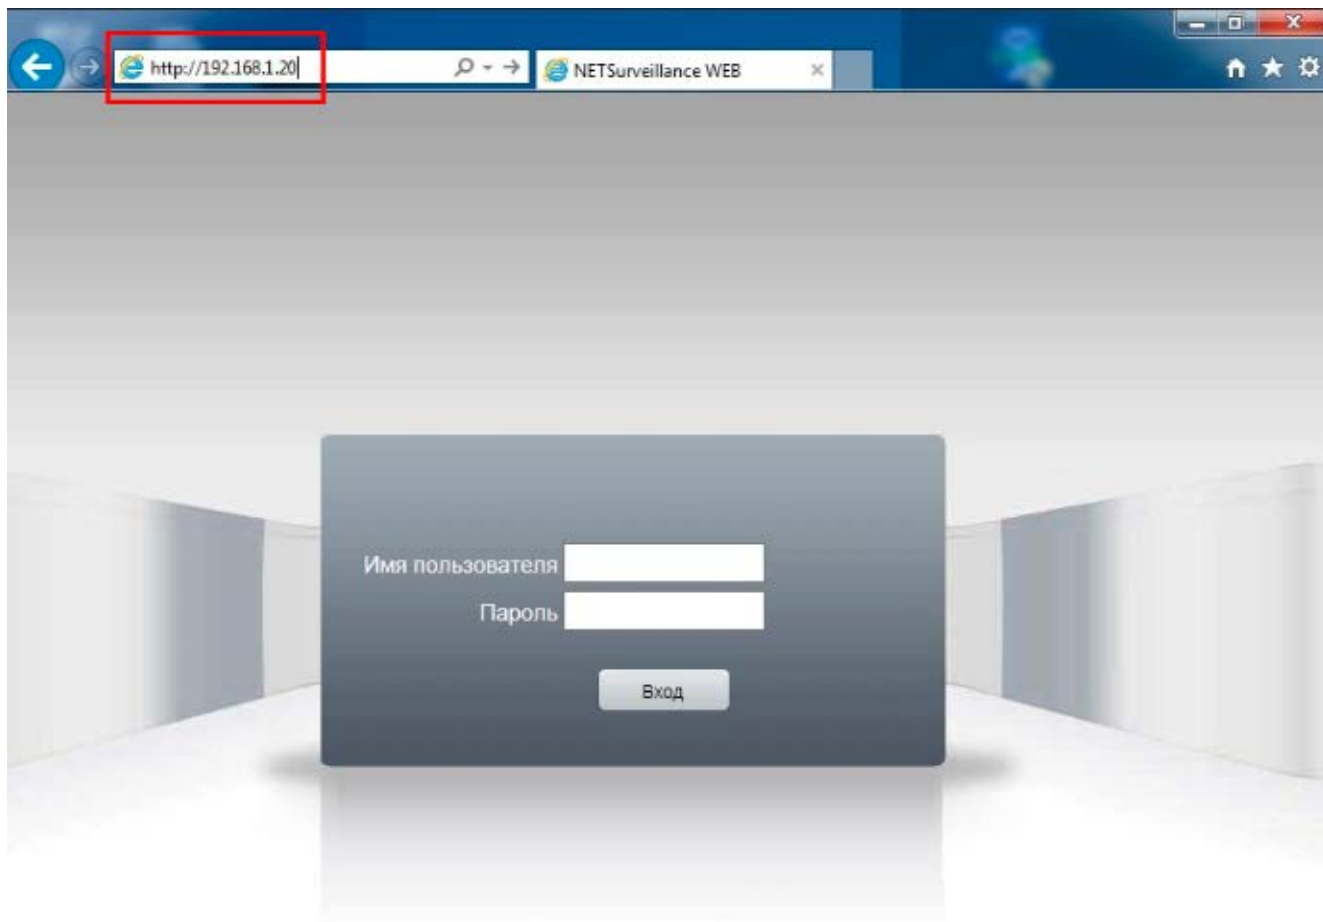 http://192.168.1.20
NETSurveillance WEB
Имя пользователя
Пароль
Вход